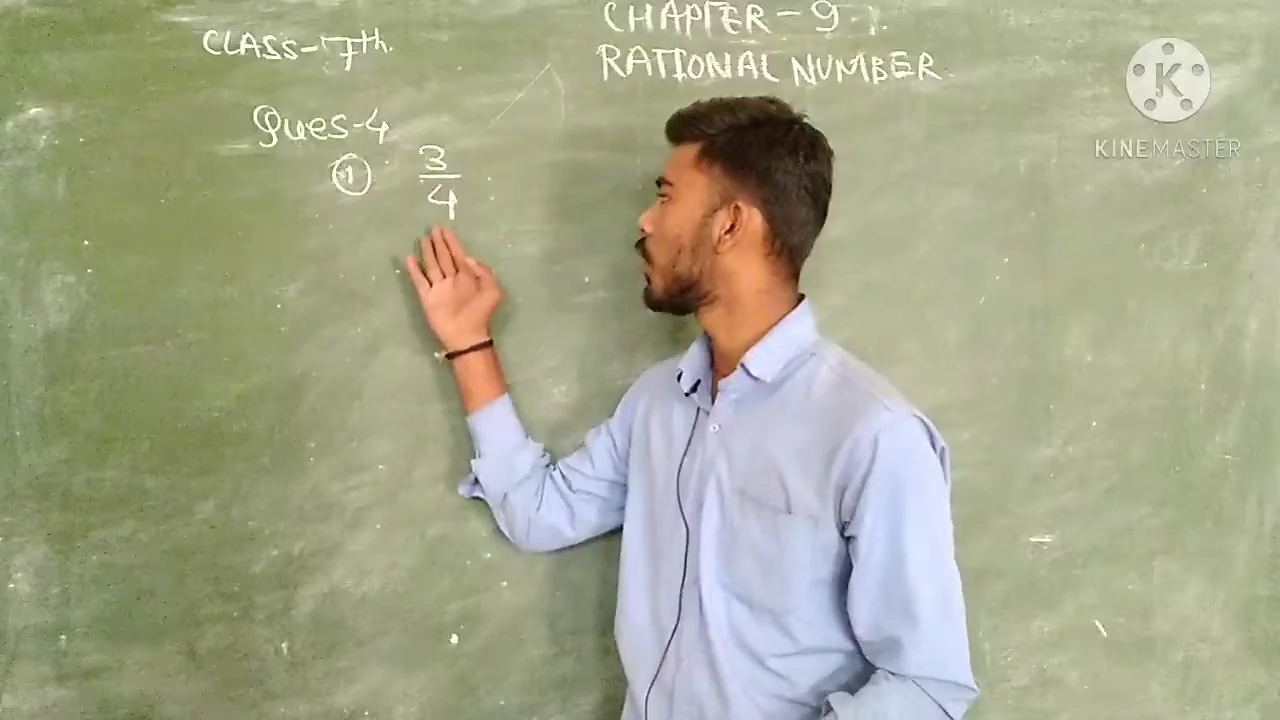 CHAPTER - 9
CLASS- 7th.
RATIONAL NUMBER
Ques-4
① 3/4
K
KINEMASTER